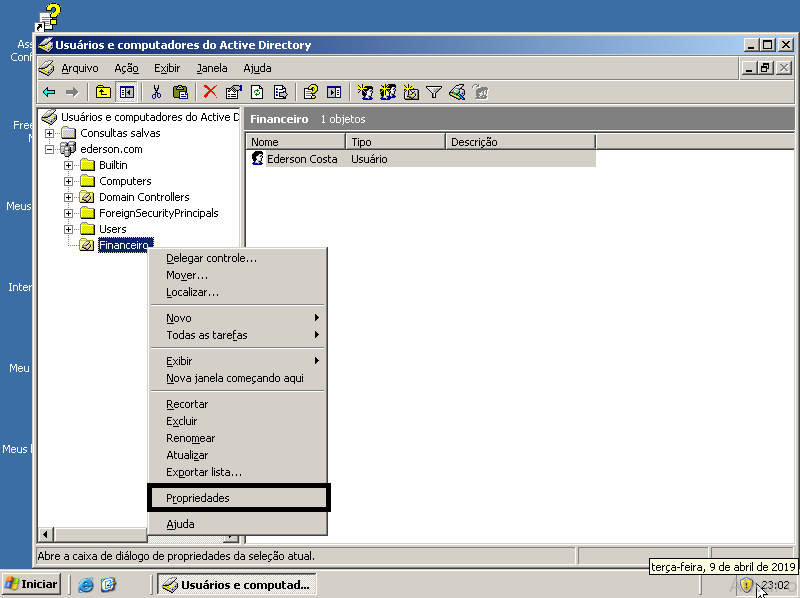 Ass
Conf
Free
Meus
Inter
Meu
Meus
Usuários e computadores do Active Directory
Arquivo Ação Exibir Janela Ajuda
Usuários e computadores do Active D
Consultas salvas
ederson.com
Builtin
Computers
Domain Controllers
ForeignSecurityPrincipals
Users
Financeiro
Financeiro 1 objetos
Nome Tipo Descrição
Ederson Costa Usuário
Delegar controle...
Mover...
Localizar...
Novo
Todas as tarefas
Exibir
Nova janela começando aqui
Recortar
Excluir
Renomear
Atualizar
Exportar lista...
Propriedades
Ajuda
Abre a caixa de diálogo de propriedades da seleção atual.
terça-feira, 9 de abril de 2019
Iniciar
Usuários e computad...
23:02